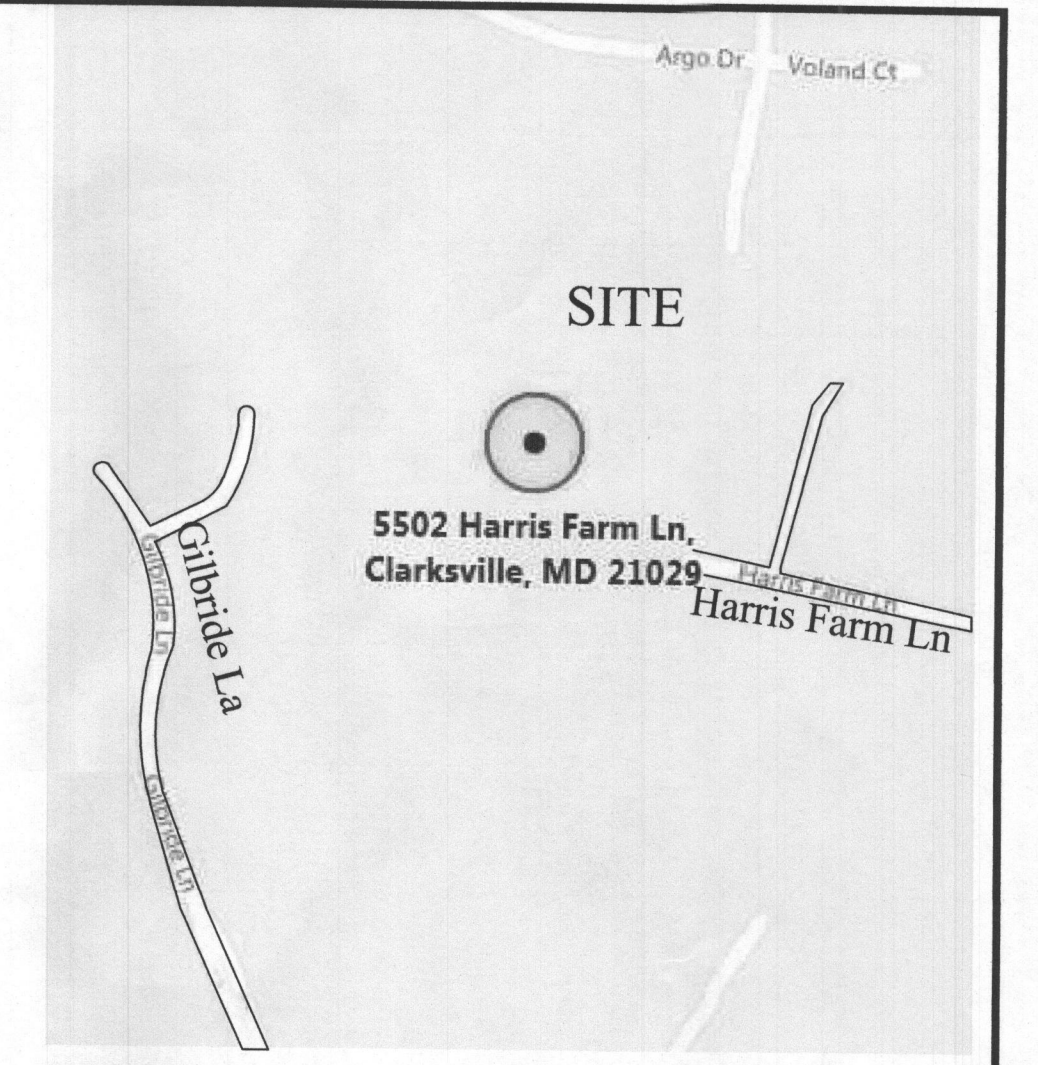 Argo Dr
Voland Ct
SITE
5502 Harris Farm Ln,
Clarksville, MD 21029
Harris Farm Ln
Harris Farm Ln
Gilbride Ln
Gilbride La
Gilbride Ln